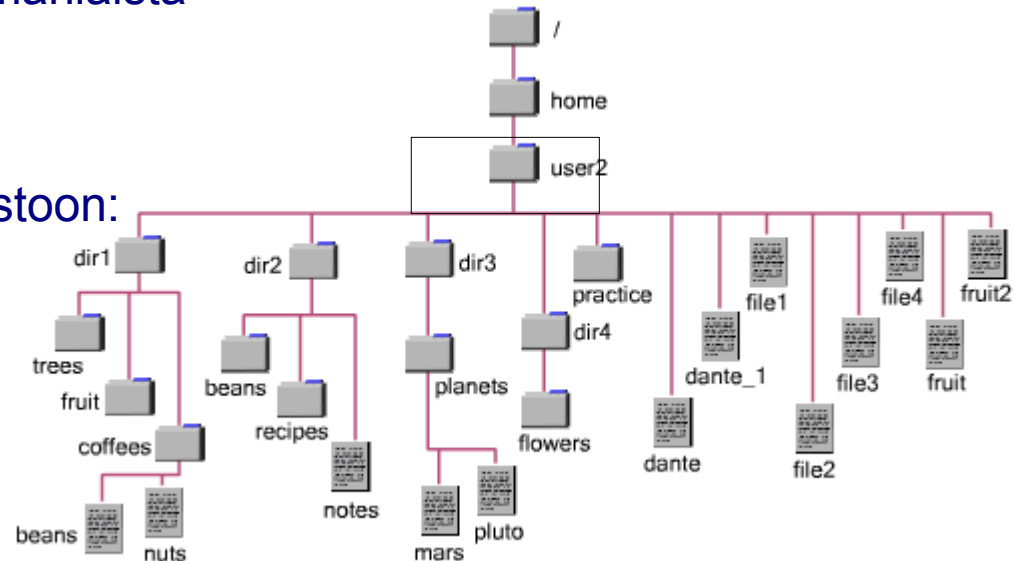 /
home
user2
stoon:
dir1
dir2
dir3
practice
file1
file4
fruit2
dir4
trees
beans
planets
dante_1
file3
fruit
fruit
recipes
flowers
coffees
dante
file2
notes
beans
nuts
mars
pluto